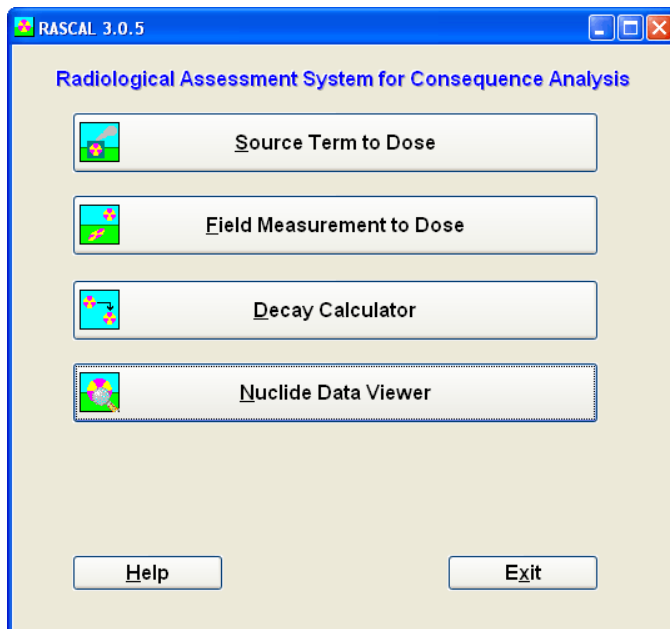 RASCAL 3.0.5
Radiological Assessment System for Consequence Analysis
Source Term to Dose
Field Measurement to Dose
Decay Calculator
Nuclide Data Viewer
Help
Exit